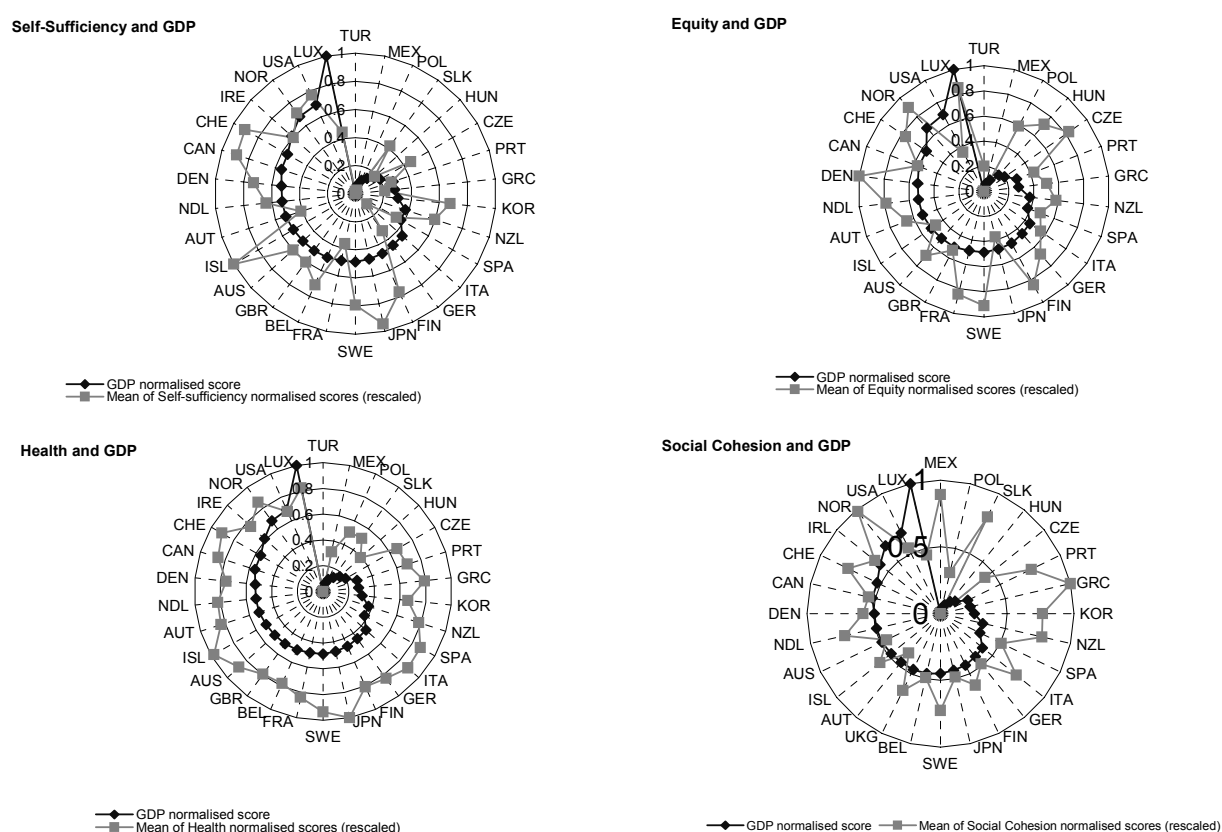 Self-Sufficiency and GDP
TUR
MEX
POL
SLK
HUN
CZE
PRT
GRC
KOR
NZL
SPA
ITA
GER
FIN
JPN
SWE
FRA
BEL
GBR
AUS
ISL
AUT
NDL
DEN
CAN
CHE
IRE
NOR
USA
LUX
1
0.8
0.6
0.4
0.2
0
GDP normalised score
Mean of Self-sufficiency normalised scores (rescaled)
Equity and GDP
TUR
MEX
POL
HUN
CZE
PRT
GRC
NZL
SPA
ITA
GER
FIN
JPN
SWE
FRA
GBR
AUS
ISL
AUT
NDL
DEN
CAN
CHE
NOR
USA
LUX
1
0.8
0.6
0.4
0.2
0
GDP normalised score
Mean of Equity normalised scores (rescaled)
Health and GDP
TUR
MEX
POL
SLK
HUN
CZE
PRT
GRC
KOR
NZL
SPA
ITA
GER
FIN
JPN
SWE
FRA
BEL
GBR
AUS
ISL
AUT
NDL
DEN
CAN
CHE
IRE
NOR
USA
LUX
1
0.8
0.6
0.4
0.2
0
GDP normalised score
Mean of Health normalised scores (rescaled)
Social Cohesion and GDP
MEX
POL
SLK
HUN
CZE
PRT
GRC
KOR
NZL
SPA
ITA
GER
FIN
JPN
SWE
BEL
UKG
AUT
ISL
AUS
NDL
DEN
CAN
CHE
IRL
NOR
USA
LUX
1
0.5
0
GDP normalised score
Mean of Social Cohesion normalised scores (rescaled)